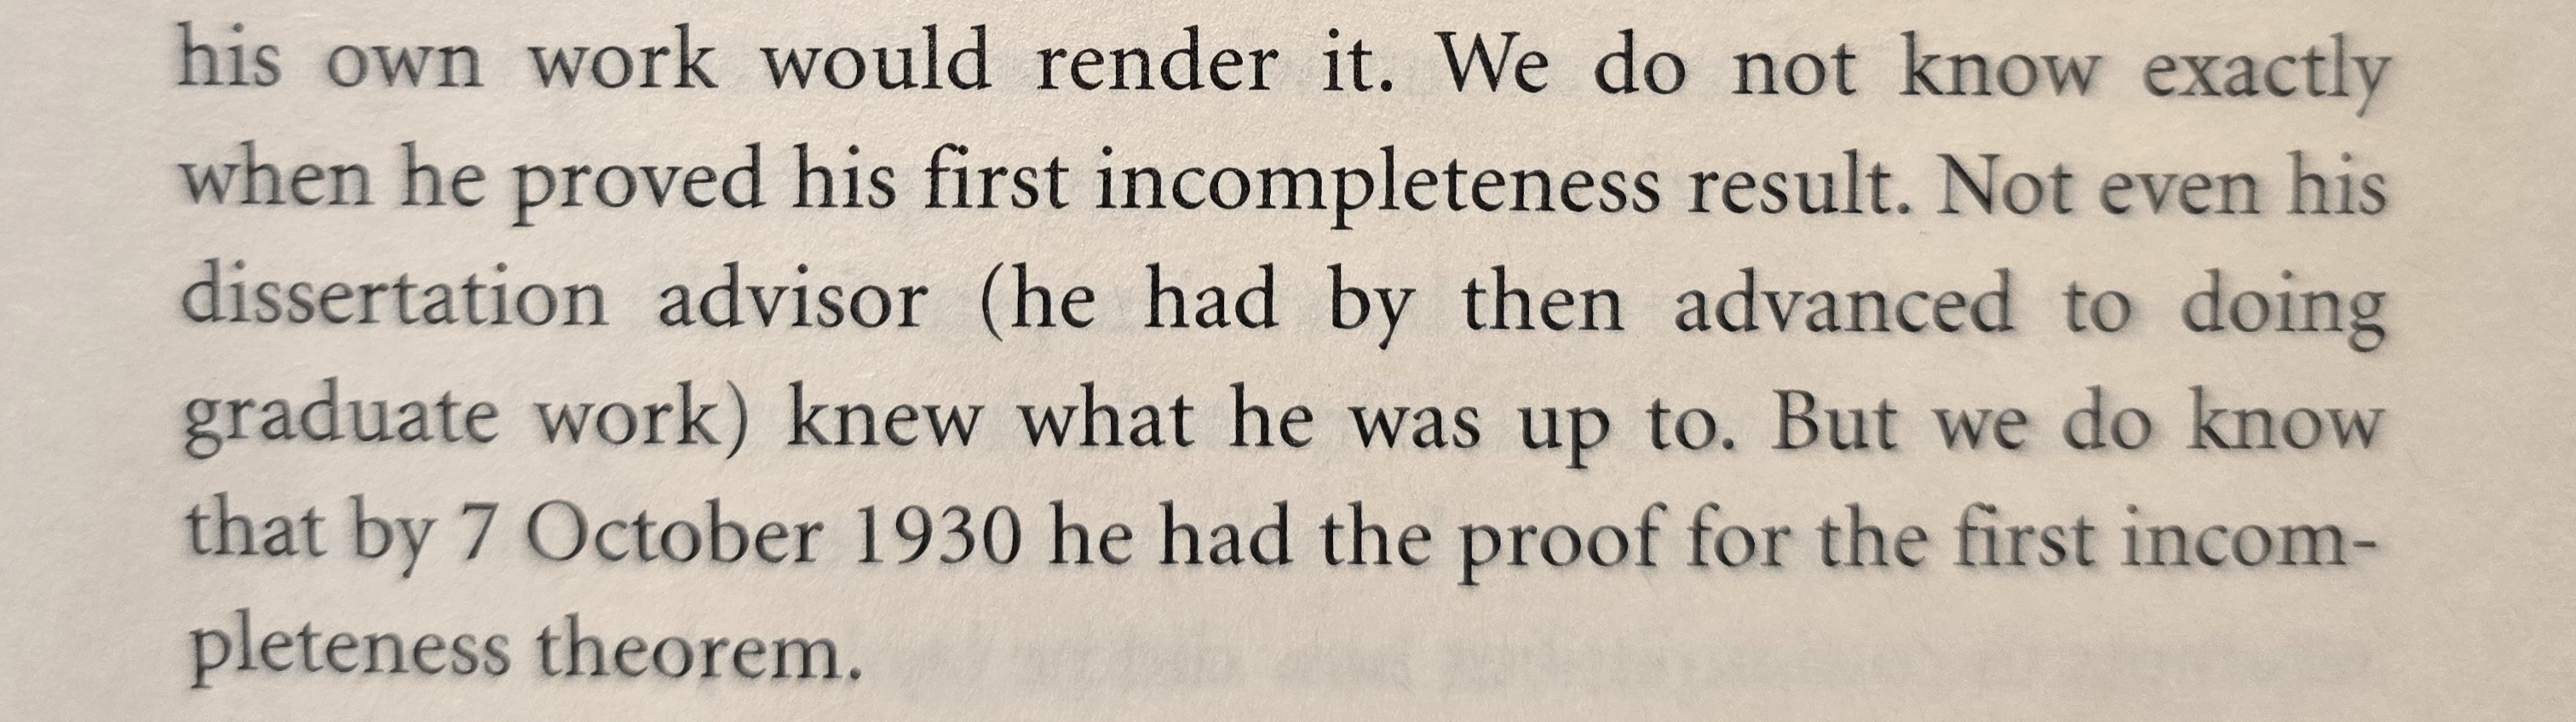 his own work would render it. We do not know exactly
when he proved his first incompleteness result. Not even his
dissertation advisor (he had by then advanced to doing
graduate work) knew what he was up to. But we do know
that by 7 October 1930 he had the proof for the first incom-
pleteness theorem.